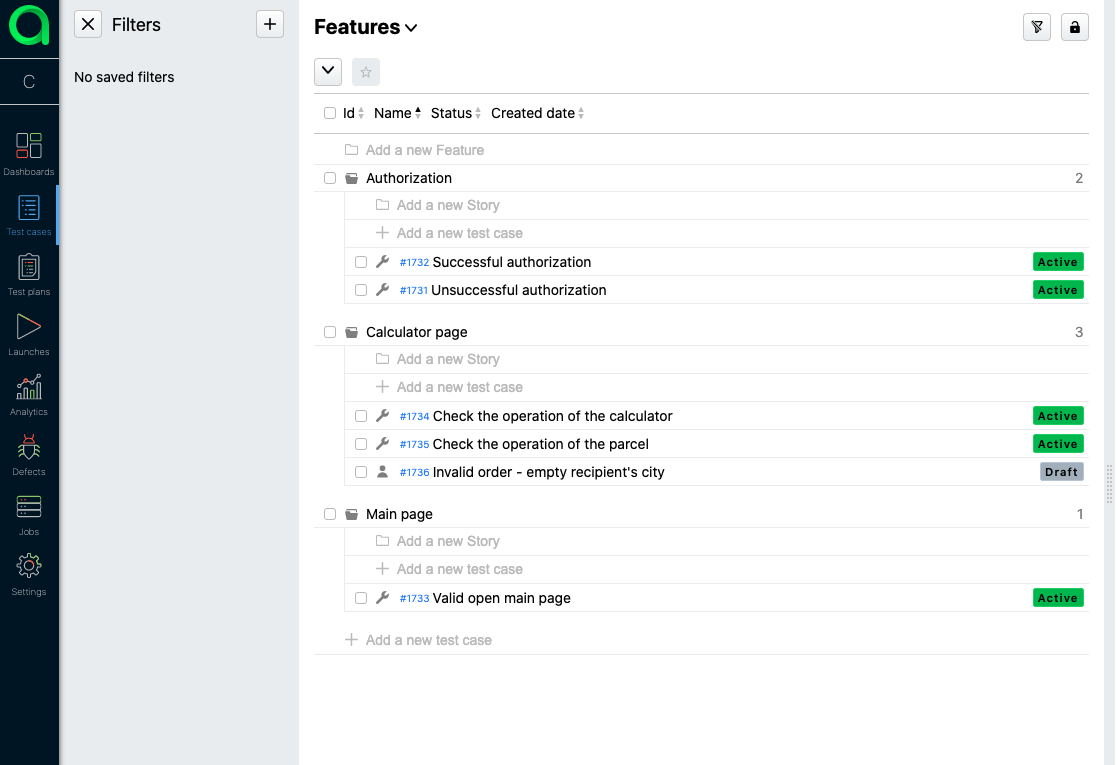 C
Dashboards
Test cases
Test plans
Launches
Analytics
Defects
Jobs
Settings
Filters
No saved filters
Features
Id Name Status Created date
Add a new Feature
Authorization 2
Add a new Story
Add a new test case
#1732 Successful authorization Active
#1731 Unsuccessful authorization Active
Calculator page 3
Add a new Story
Add a new test case
#1734 Check the operation of the calculator Active
#1735 Check the operation of the parcel Active
#1736 Invalid order - empty recipient's city Draft
Main page 1
Add a new Story
Add a new test case
#1733 Valid open main page Active
Add a new test case